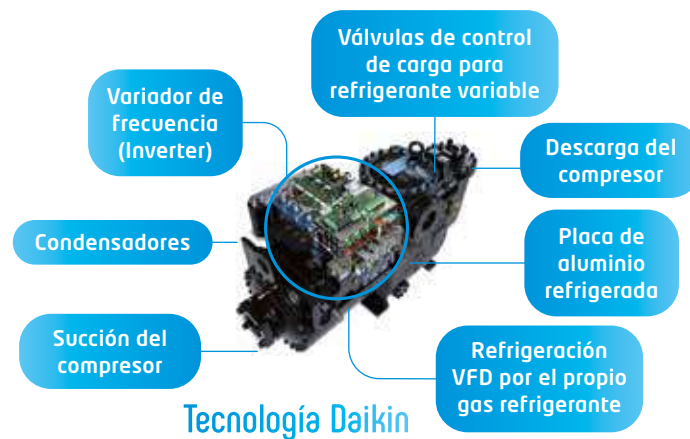 Válvulas de control
de carga para
refrigerante variable
Variador de
frecuencia
(Inverter)
Descarga del
compresor
Condensadores
Placa de
aluminio
refrigerada
Succión del
compresor
Refrigeración
VFD por el propio
gas refrigerante
Tecnología Daikin